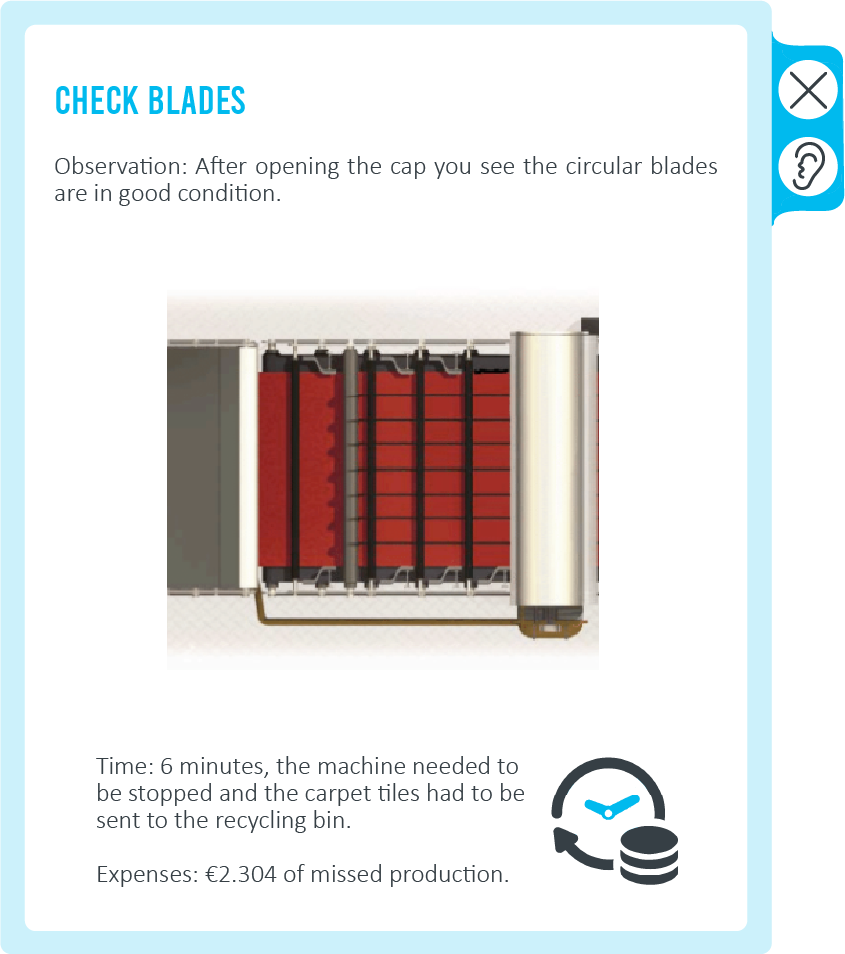 CHECK BLADES
Observation: After opening the cap you see the circular blades
are in good condition.
Time: 6 minutes, the machine needed to
be stopped and the carpet tiles had to be
sent to the recycling bin.
Expenses: €2.304 of missed production.